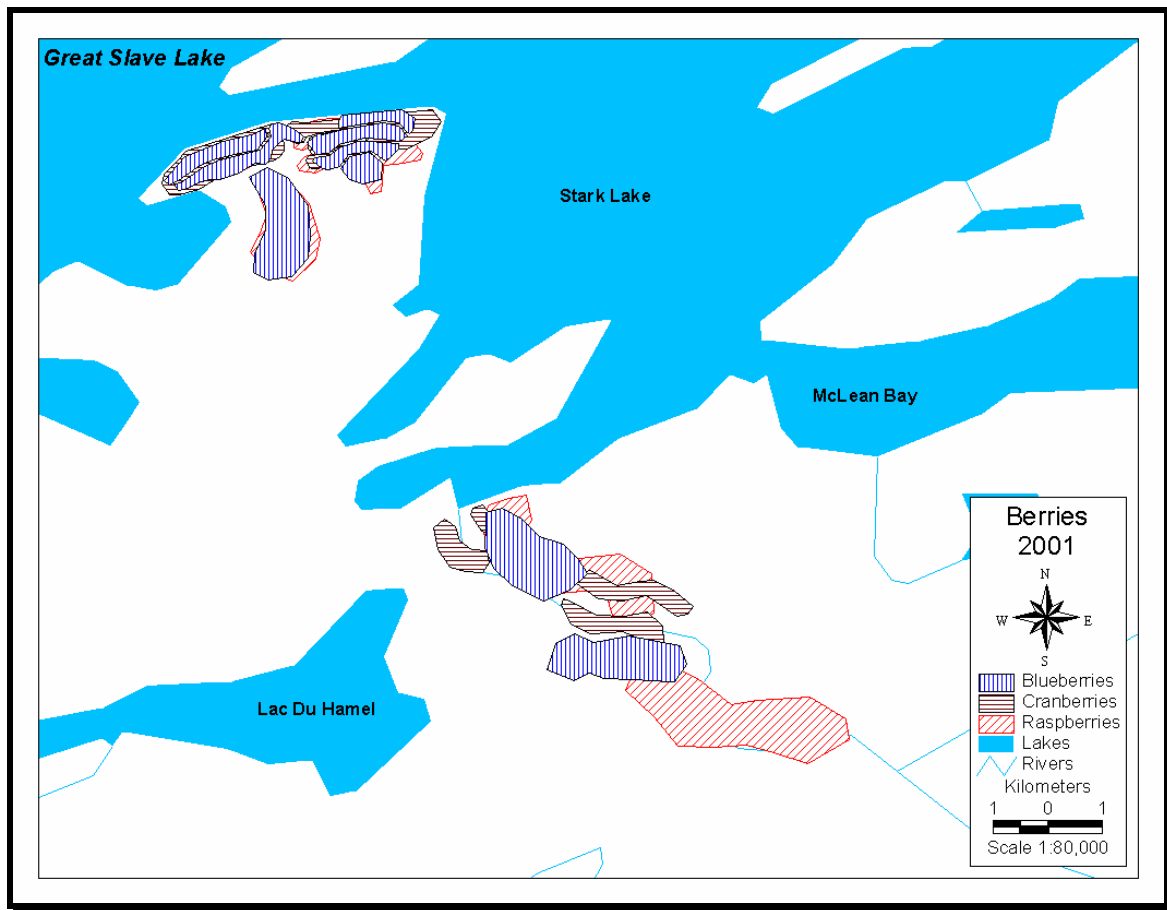 Great Slave Lake
Stark Lake
McLean Bay
Lac Du Hamel
Berries
2001
N
W E
S
Blueberries
Cranberries
Raspberries
Lakes
Rivers
Kilometers
1 0 1
Scale 1:80,000